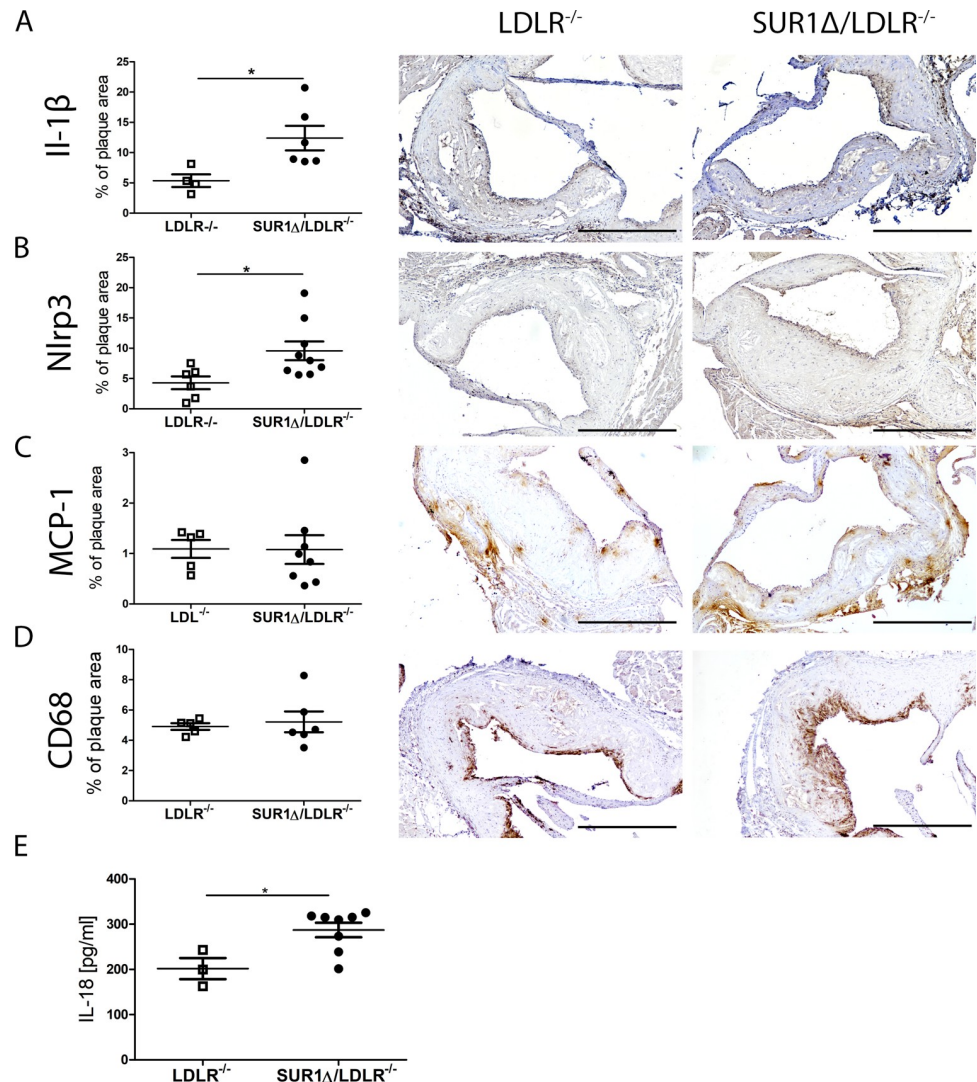 A
LDLR-/-
SUR1Δ/LDLR-/-
Il-1β
% of plaque area
25
20
15
10
5
0
*
LDLR-/-
SUR1Δ/LDLR-/-
B
Nlrp3
% of plaque area
25
20
15
10
5
0
*
LDLR-/-
SUR1Δ/LDLR-/-
C
MCP-1
% of plaque area
3
2
1
0
LDL-/-
SUR1Δ/LDLR-/-
D
CD68
% of plaque area
10
8
6
4
2
0
LDLR-/-
SUR1Δ/LDLR-/-
E
IL-18 [pg/ml]
400
300
200
100
0
*
LDLR-/-
SUR1Δ/LDLR-/-